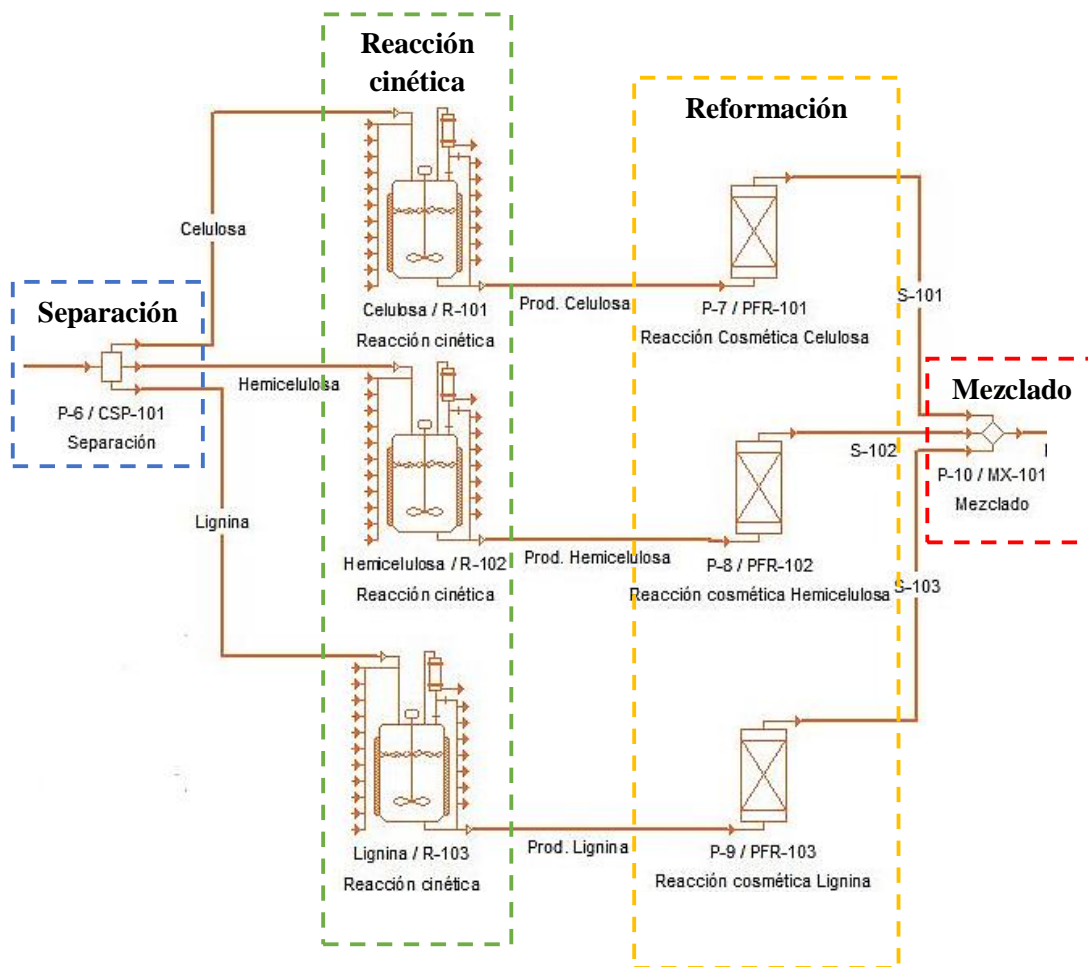 Reacción
cinética
Reformación
Celulosa
Separación
Celulosa / R-101
Reacción cinética
Prod. Celulosa
P-7 / PFR-101
Reacción Cosmética Celulosa
S-101
Hemicelulosa
P-6 / CSP-101
Separación
Mezclado
S-102
P-10 / MX-101
Mezclado
Lignina
Hemicelulosa / R-102
Reacción cinética
Prod. Hemicelulosa
P-8 / PFR-102
Reacción cosmética Hemicelulosa
S-103
Lignina / R-103
Reacción cinética
Prod. Lignina
P-9 / PFR-103
Reacción cosmética Lignina